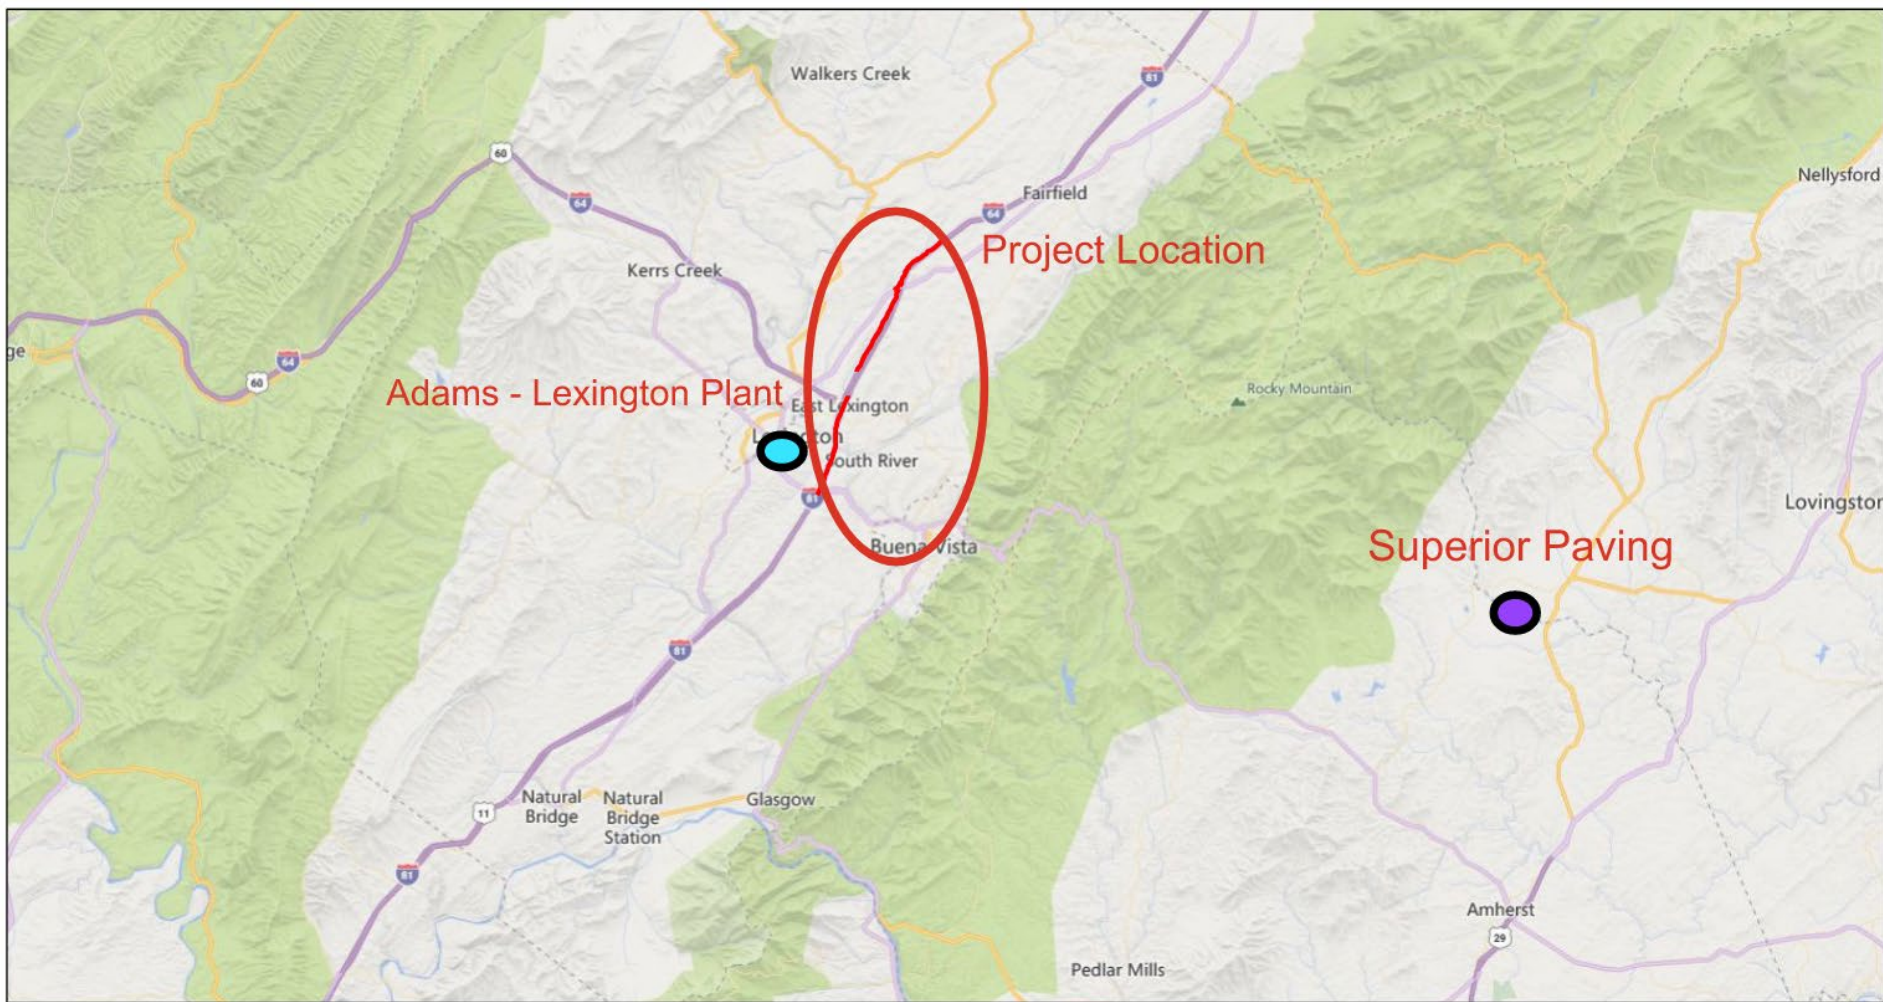 Walkers Creek
81
60
Nellysford
64
Fairfield
64
Project Location
Kerrs Creek
ge
64
60
Adams - Lexington Plant
East Lexington
Rocky Mountain
South River
81
Lovingston
Buena Vista
Superior Paving
81
Natural
Bridge
Natural
Bridge
Station
Glasgow
11
81
Amherst
29
Pedlar Mills